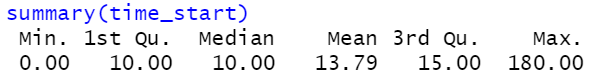 summary(time_start)
Min. 1st Qu. Median Mean 3rd Qu. Max.
0.00 10.00 10.00 13.79 15.00 180.00